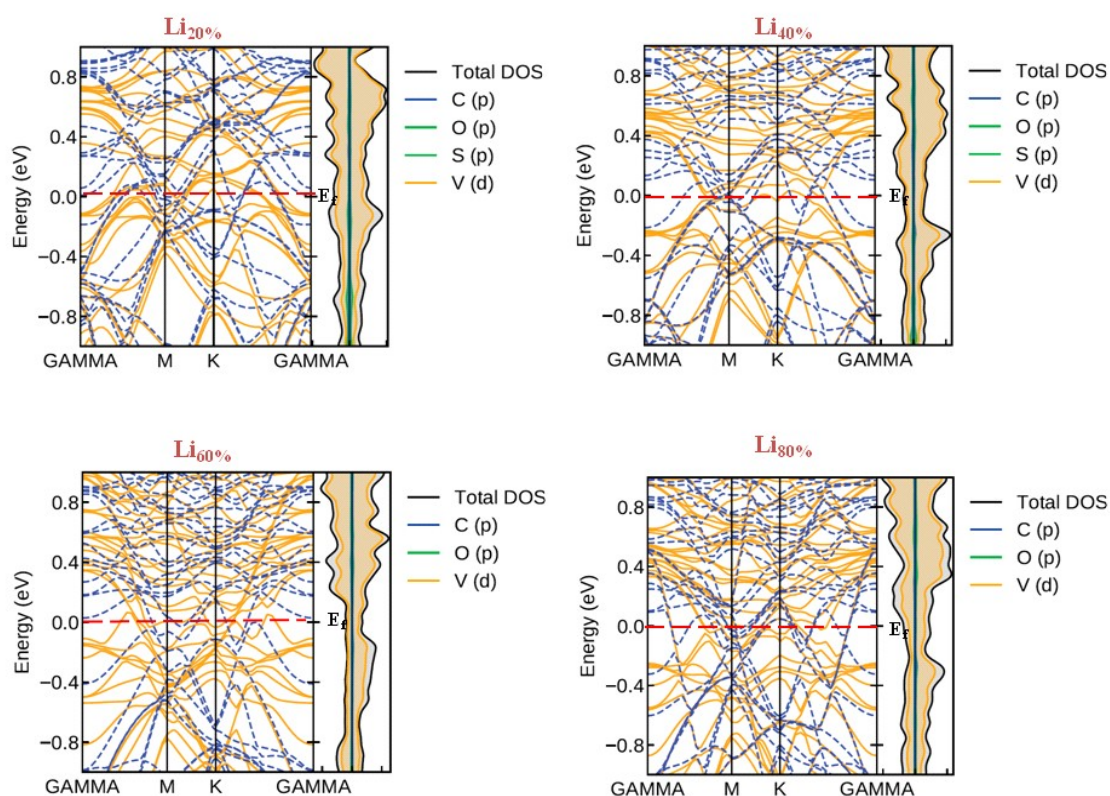 Li20%
Energy (eV)
0.8
0.4
0.0
−0.4
−0.8
GAMMA M K GAMMA
Ef
Total DOS
C (p)
O (p)
S (p)
V (d)
Li40%
Energy (eV)
0.8
0.4
0.0
−0.4
−0.8
GAMMA M K GAMMA
Ef
Total DOS
C (p)
O (p)
S (p)
V (d)
Li60%
Energy (eV)
0.8
0.4
0.0
−0.4
−0.8
GAMMA M K GAMMA
Ef
Total DOS
C (p)
O (p)
V (d)
Li80%
Energy (eV)
0.8
0.4
0.0
−0.4
−0.8
GAMMA M K GAMMA
Ef
Total DOS
C (p)
O (p)
V (d)